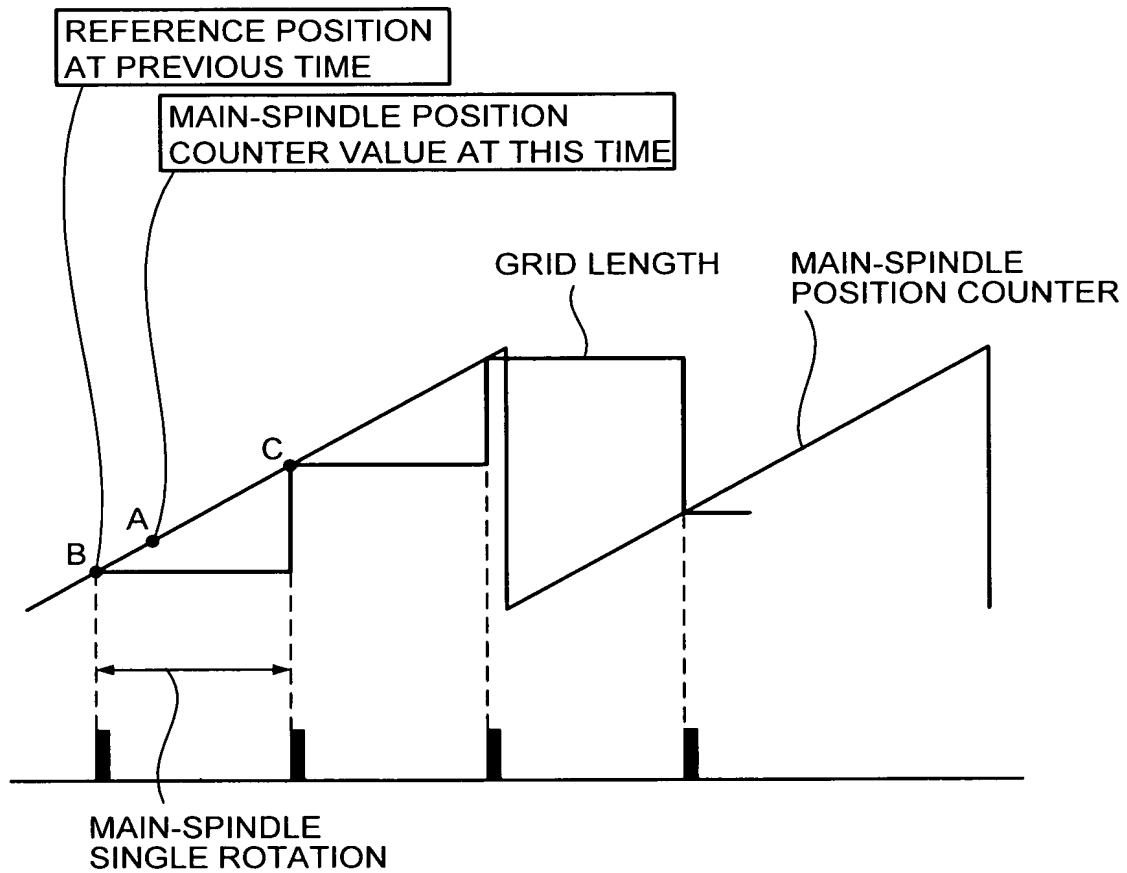 REFERENCE POSITION
AT PREVIOUS TIME
MAIN-SPINDLE POSITION
COUNTER VALUE AT THIS TIME
GRID LENGTH
MAIN-SPINDLE
POSITION COUNTER
C
A
B
MAIN-SPINDLE
SINGLE ROTATION